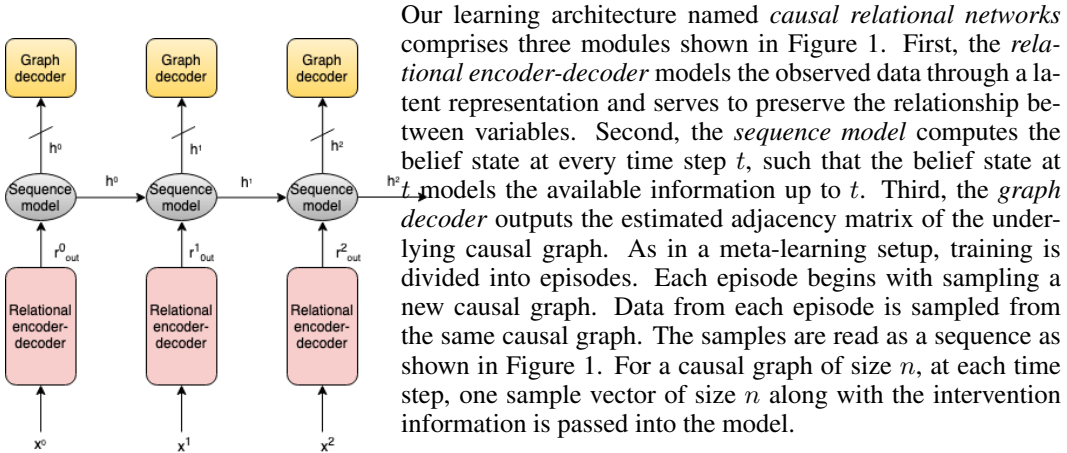 Graph
decoder
Graph
decoder
Graph
decoder
h⁰
h¹
h²
Sequence
model
h⁰
Sequence
model
h¹
Sequence
model
h²
r⁰out
r¹0ut
r²out
Relational
encoder-
decoder
Relational
encoder-
decoder
Relational
encoder-
decoder
x⁰
x¹
x²
Our learning architecture named causal relational networks
comprises three modules shown in Figure 1. First, the rela-
tional encoder-decoder models the observed data through a la-
tent representation and serves to preserve the relationship be-
tween variables. Second, the sequence model computes the
belief state at every time step t, such that the belief state at
t models the available information up to t. Third, the graph
decoder outputs the estimated adjacency matrix of the under-
lying causal graph. As in a meta-learning setup, training is
divided into episodes. Each episode begins with sampling a
new causal graph. Data from each episode is sampled from
the same causal graph. The samples are read as a sequence as
shown in Figure 1. For a causal graph of size n, at each time
step, one sample vector of size n along with the intervention
information is passed into the model.